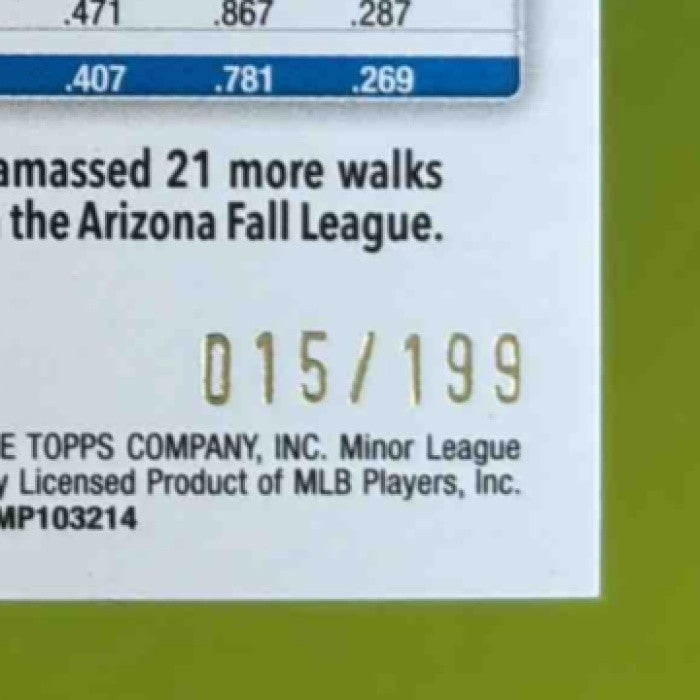 .471 .867 .287
.407 .781 .269
amassed 21 more walks
the Arizona Fall League.
015/199
E TOPPS COMPANY, INC. Minor League
y Licensed Product of MLB Players, Inc.
MP103214